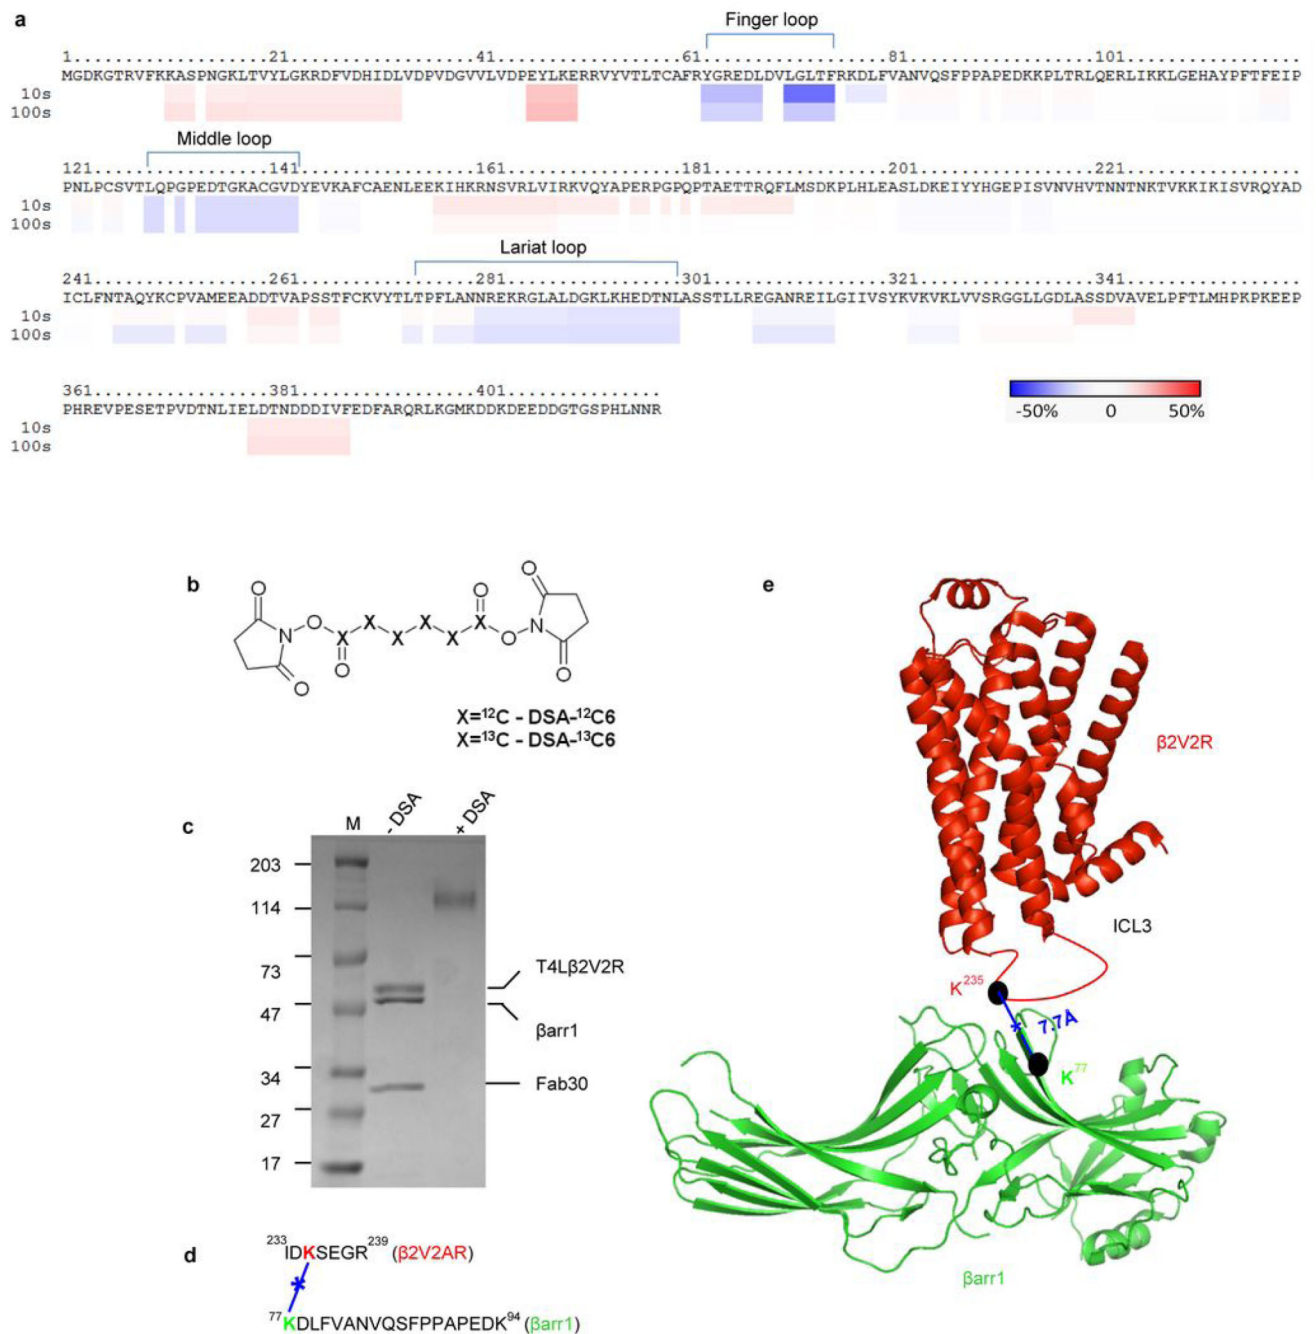 a
Finger loop
1...................21..................41..................61..................81..................101...................
MGDKGTRVFKKASPNGKLTVYLGKRDFVDHIDLVDPVDGVVLVDPEYLKERRVYVTLTCAFRYGREDLDVLGLTFRKDLFVANVQSFPPAPEDKKPLTRLQERLIKKLGEHAYPFTFEIP
10s
100s
Middle loop
121.................141.................161.................181.................201.................221.................
PNLPCSVTLQPGPEDTGKACGVDYEVKAFCAENLEEKIHKRNSVRLVIRKVQYAPERPGPQPTAETTRQFLMSDKPLHLEASLDKEIYYHGEPISVNVHVTNNTNKTVKKIKISVRQYAD
10s
100s
Lariat loop
241.................261.................281.................301.................321.................341.................
ICLFNTAQYKCPVAMEEADDTVAPSSTFCKVYTLTPFLANNREKRGLALDGKLKHEDTNLASSTLLREGANREILGIIVSYKVKVKLVVSRGGLLGDLASSDVAVELPFTLMHPKPKEEP
10s
100s
361.................381.................401.................
PHREVPESETPVDTNLIELDTNDDDIVFEDFARQRLKGMKDDKDEEDDGTGSPHLNNR
10s
100s
-50% 0 50%
b
O O O O N O X X X X X X O N O O O
X=¹²C - DSA-¹²C6
X=¹³C - DSA-¹³C6
c
M - DSA + DSA
203
114
73
47
34
27
17
T4Lβ2V2R
βarr1
Fab30
d
²³³IDKSEGR²³⁹ (β2V2AR)
⁷⁷KDLFVANVQSFPPAPEDK⁹⁴ (βarr1)
e
β2V2R
ICL3
K²³⁵
7.7Å
K⁷⁷
βarr1